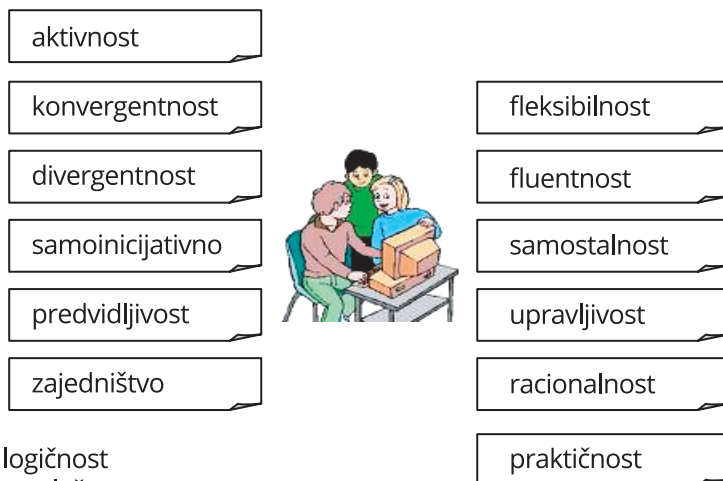 aktivnost
konvergentnost
divergentnost
samoinicijativno
predvidljivost
zajedništvo
logičnost
fleksibilnost
fluentnost
samostalnost
upravljivost
racionalnost
praktičnost